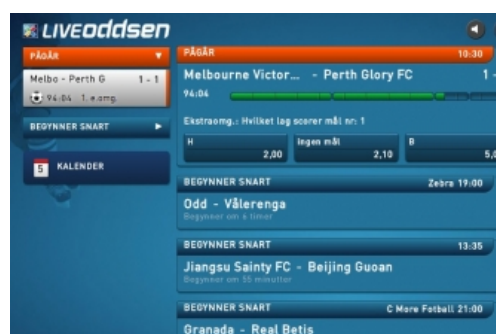 LIVEoddsen
PÅGÅR
Melbo - Perth G 1 - 1
94:04 1. e.omg.
BEGYNNER SNART
5 KALENDER
PÅGÅR 10:30
Melbourne Victor... - Perth Glory FC 1 -
94:04
Ekstraomg.: Hvilket lag scorer mål nr: 1
H Ingen mål B
2,00 2,10 5,0
BEGYNNER SNART Zebra 19:00
Odd - Vålerenga
Begynner om 6 timer
BEGYNNER SNART 13:35
Jiangsu Sainty FC - Beijing Guoan
Begynner om 55 minutter
BEGYNNER SNART C More Fotball 21:00
Granada - Real Betis